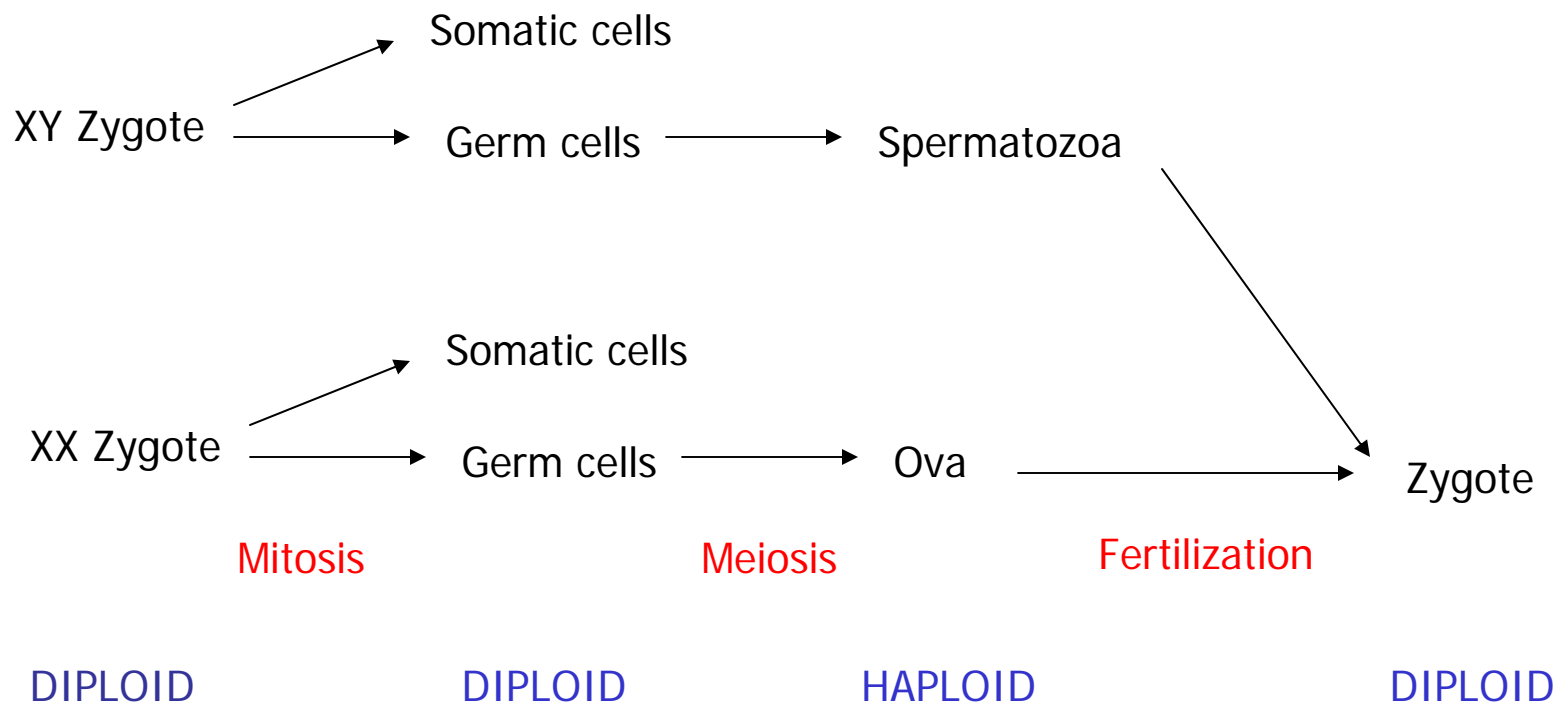 Somatic cells
XY Zygote
Germ cells
Spermatozoa
Somatic cells
XX Zygote
Germ cells
Ova
Zygote
Mitosis
Meiosis
Fertilization
DIPLOID
DIPLOID
HAPLOID
DIPLOID